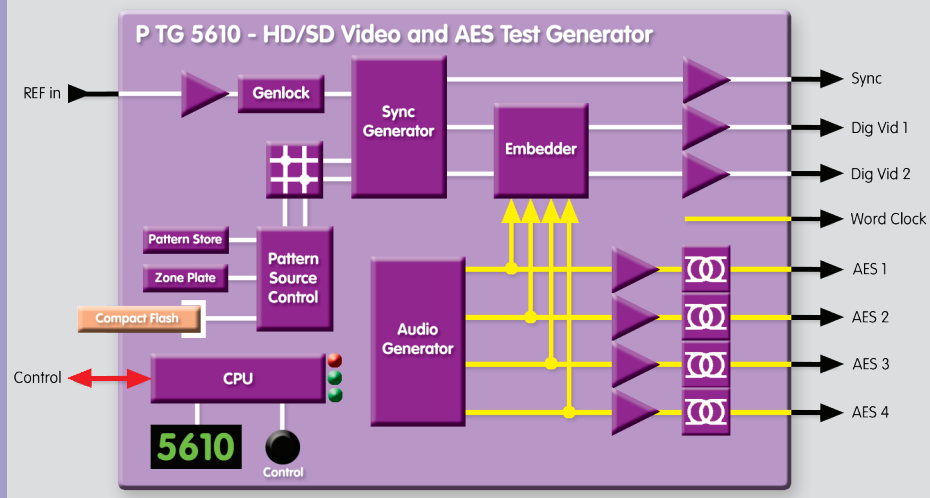 P TG 5610 - HD/SD Video and AES Test Generator
REF in
Genlock
Sync
Generator
Embedder
Sync
Dig Vid 1
Dig Vid 2
Word Clock
Pattern Store
Zone Plate
Compact Flash
Pattern
Source
Control
Audio
Generator
AES 1
AES 2
AES 3
AES 4
Control
CPU
5610
Control